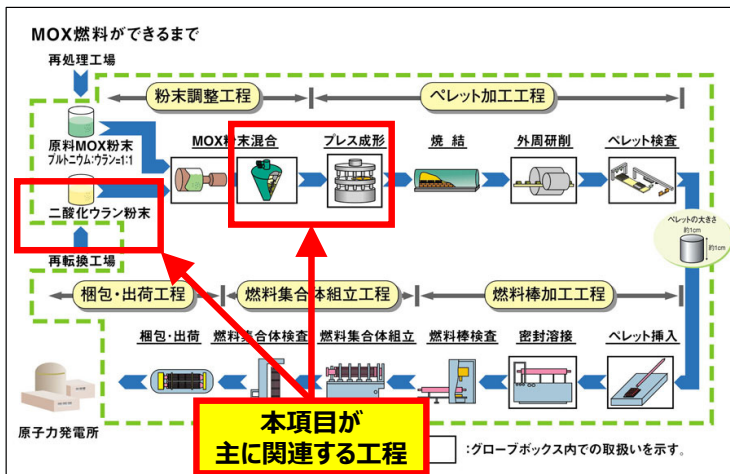 MOX燃料ができるまで
再処理工場
粉末調整工程
ペレット加工工程
原料MOX粉末
プルトニウム:ウラン=1:1
MOX粉末混合
プレス成形
焼結
外周研削
ペレット検査
二酸化ウラン粉末
再転換工場
ペレットの大きさ
約1cm
約1cm
梱包・出荷工程
燃料集合体組立工程
燃料棒加工工程
梱包・出荷
燃料集合体検査
燃料集合体組立
燃料棒検査
密封溶接
ペレット挿入
原子力発電所
本項目が
主に関連する工程
:グローブボックス内での取扱いを示す。